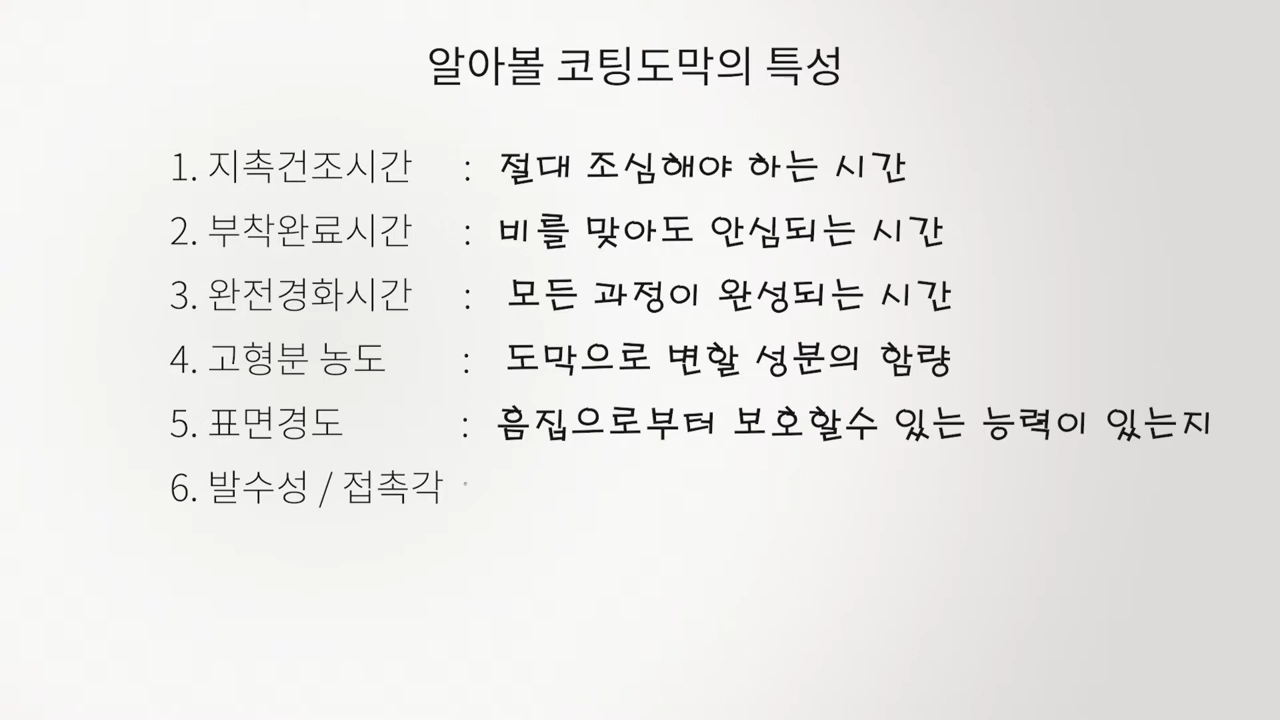 알아볼 코팅도막의 특성
1. 지촉건조시간 : 절대 조심해야 하는 시간
2. 부착완료시간 : 비를 맞아도 안심되는 시간
3. 완전경화시간 : 모든 과정이 완성되는 시간
4. 고형분 농도 : 도막으로 변할 성분의 함량
5. 표면경도 : 흠집으로부터 보호할수 있는 능력이 있는지
6. 발수성 / 접촉각